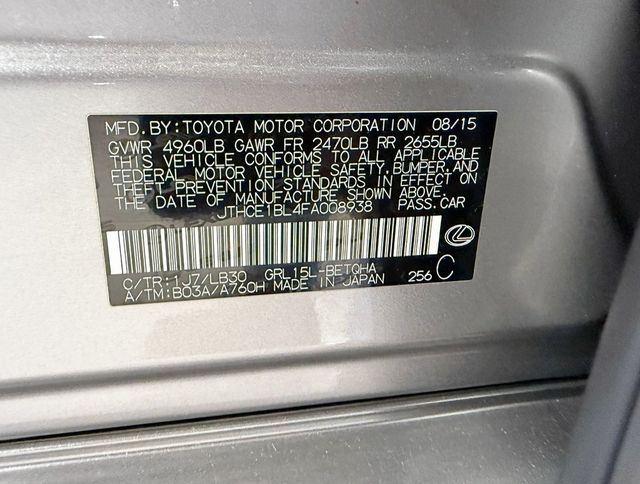 MFD. BY: TOYOTA MOTOR CORPORATION 08/15
GVWR 4960LB GAWR FR 2470LB RR 2655LB
THIS VEHICLE CONFORMS TO ALL APPLICABLE
FEDERAL MOTOR VEHICLE SAFETY, BUMPER, AND
THEFT PREVENTION STANDARDS IN EFFECT ON
THE DATE OF MANUFACTURE SHOWN ABOVE.
JTHCE1BL4FA008938 PASS.CAR
C/TR:1J7/LB30 GRL15L-BETQHA
A/TM:B03A/A760H MADE IN JAPAN 256 C